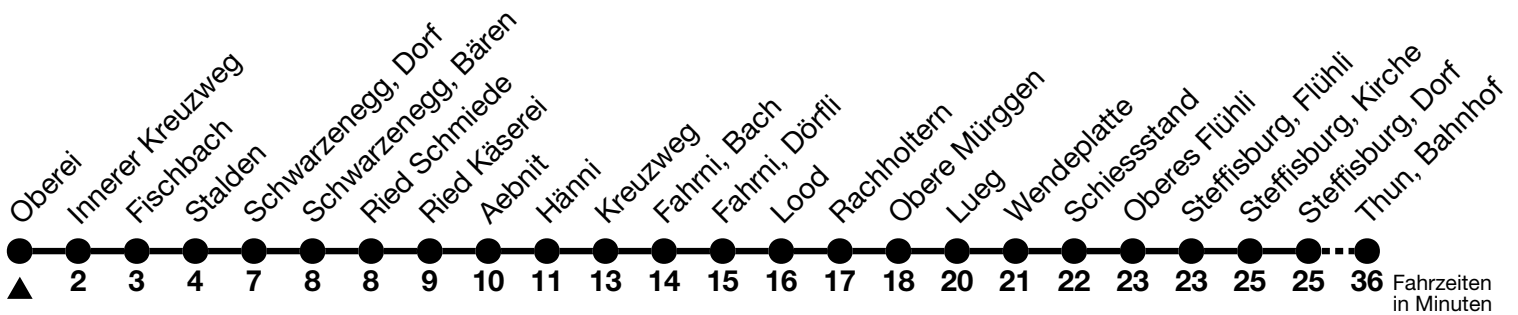 Oberei
Innerer Kreuzweg
Fischbach
Stalden
Schwarzenegg, Dorf
Schwarzenegg, Bären
Ried Schmiede
Ried Käserei
Aebnit
Hänni
Kreuzweg
Fahrni, Bach
Fahrni, Dörfli
Lood
Rachholtern
Obere Mürggen
Lueg
Wendeplatte
Schiessstand
Oberes Flühli
Steffisburg, Flühli
Steffisburg, Kirche
Steffisburg, Dorf
Thun, Bahnhof
2 3 4 7 8 8 9 10 11 13 14 15 16 17 18 20 21 22 23 23 25 25 36
Fahrzeiten
in Minuten